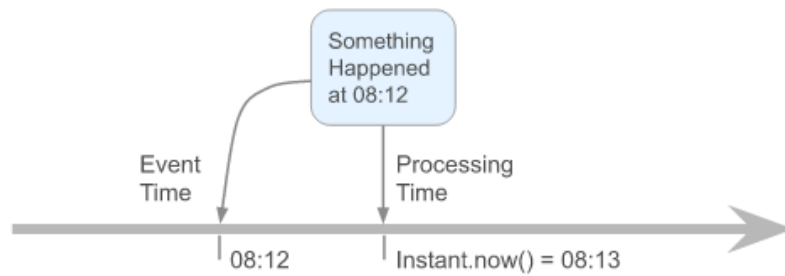 Something
Happened
at 08:12
Event
Time
Processing
Time
08:12
Instant.now() = 08:13